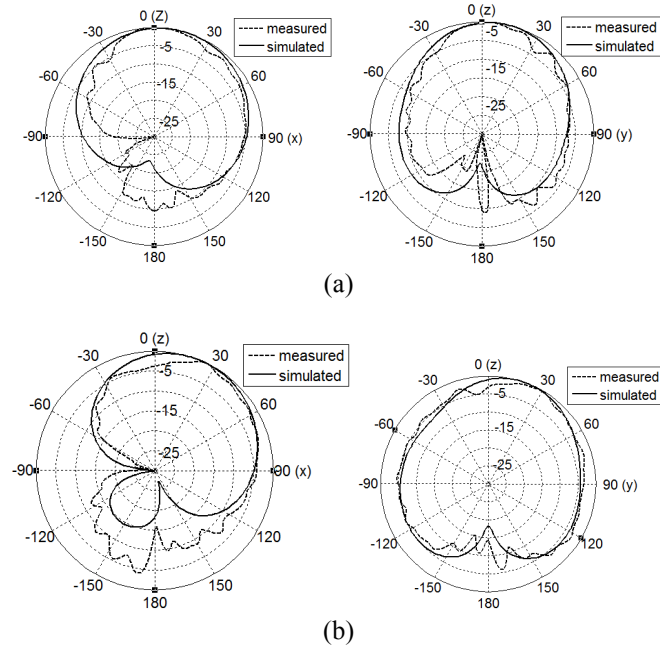 0 (Z)
-30 30
-60 60
-90 90 (x)
-120 120
-150 150
180
-5
-15
-25
measured
simulated
0 (Z)
-30 30
-60 60
-90 90 (y)
-120 120
-150 150
180
-5
-15
-25
measured
simulated
(a)
0 (z)
-30 30
-60 60
-90 90 (x)
-120 120
-150 150
180
-5
-15
-25
measured
simulated
0 (z)
-30 30
-60 60
-90 90 (y)
-120 120
-150 150
180
-5
-15
-25
measured
simulated
(b)